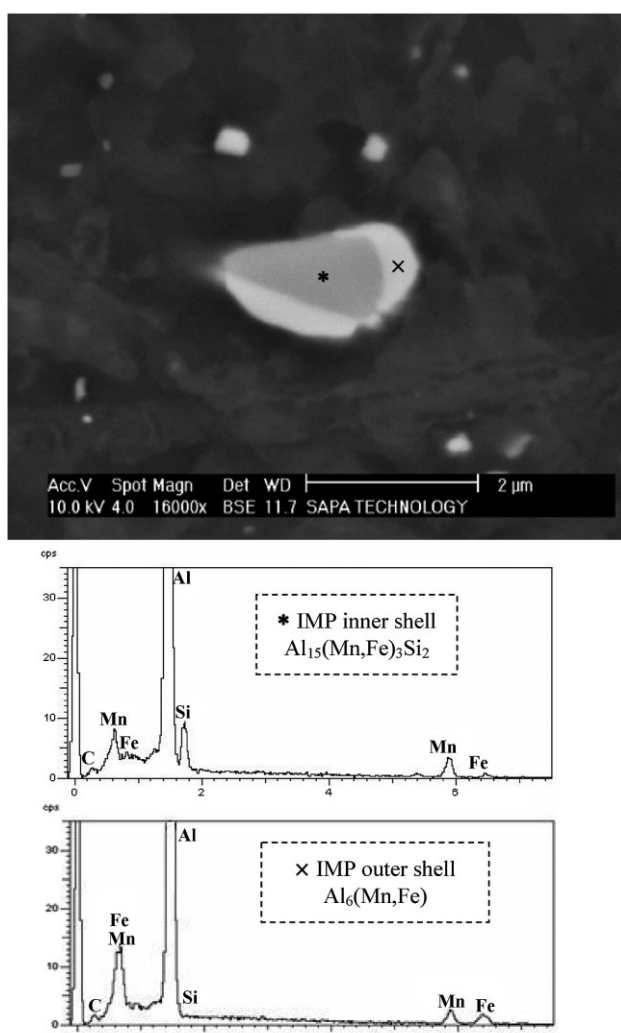 Acc.V Spot Magn Det WD 2 µm
10.0 kV 4.0 16000x BSE 11.7 SAPA TECHNOLOGY
cps
30
20
10
0
Al
Mn
Fe
C
Si
Mn
Fe
* IMP inner shell
Al₁₅(Mn,Fe)₃Si₂
0 2 4 6
cps
30
20
10
0
Al
Fe
Mn
C
Si
Mn
Fe
× IMP outer shell
Al₆(Mn,Fe)